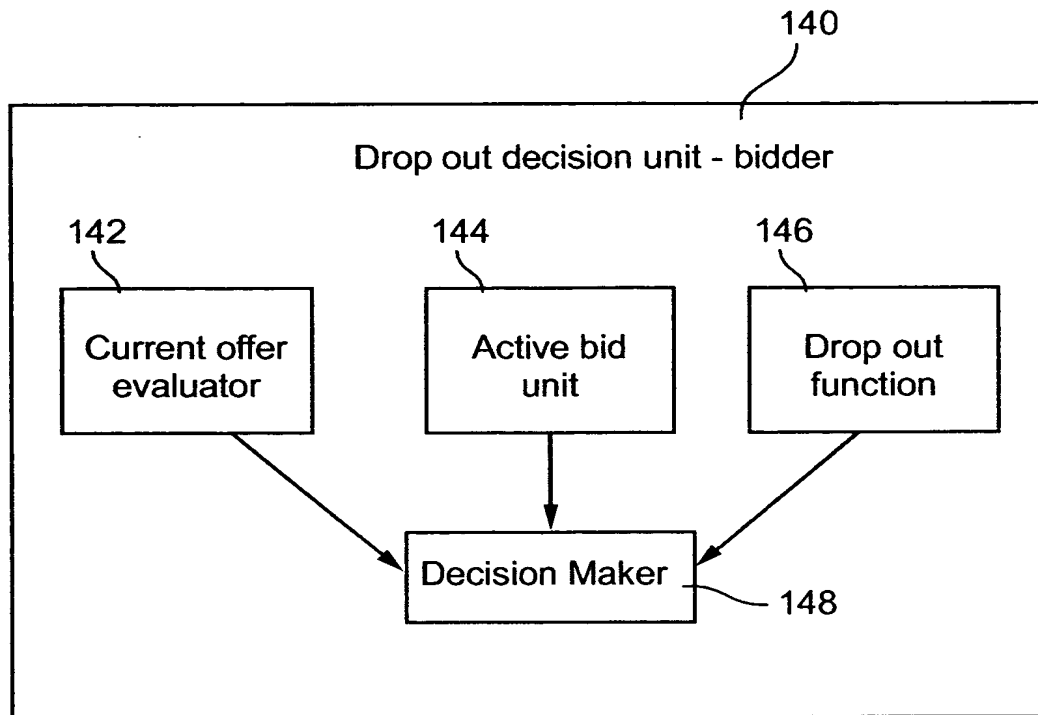 140
Drop out decision unit - bidder
142
144
146
Current offer
evaluator
Active bid
unit
Drop out
function
Decision Maker
148